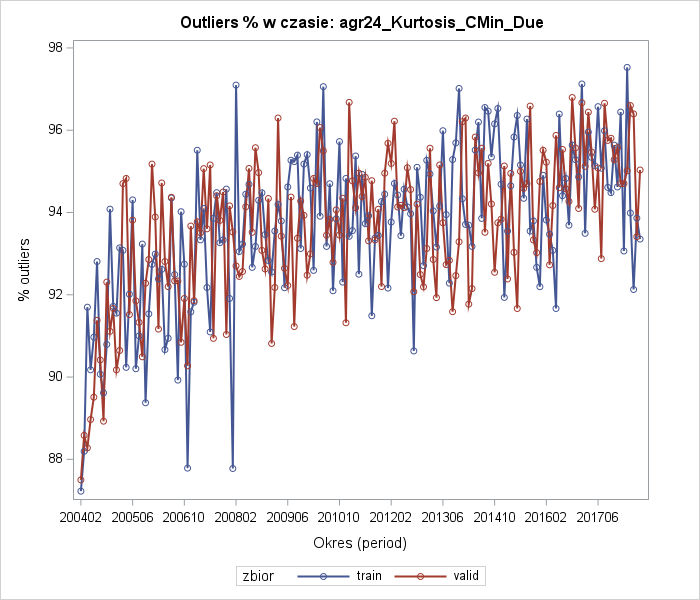 Outliers % w czasie: agr24_Kurtosis_CMin_Due
98
96
94
92
90
88
% outliers
200402 200506 200610 200802 200906 201010 201202 201306 201410 201602 201706
Okres (period)
zbior train valid